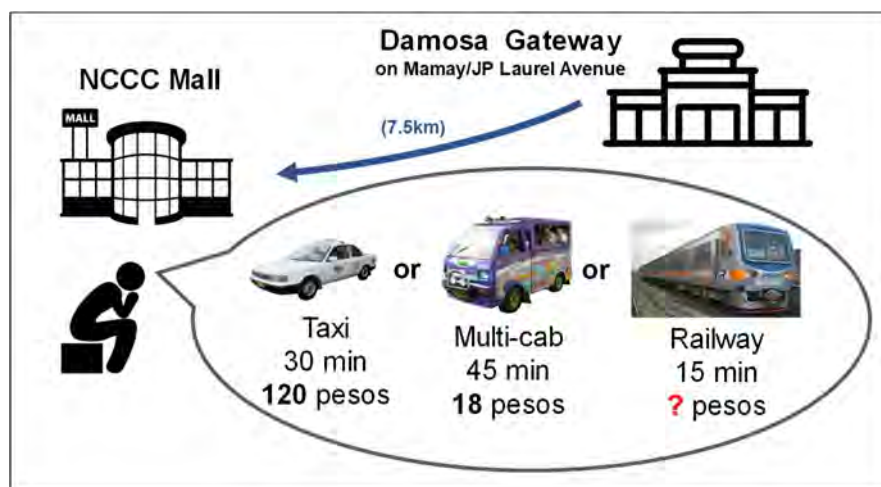 Damosa Gateway
on Mamay/JP Laurel Avenue
NCCC Mall
MALL
(7.5km)
or
or
Taxi
30 min
120 pesos
Multi-cab
45 min
18 pesos
Railway
15 min
? pesos